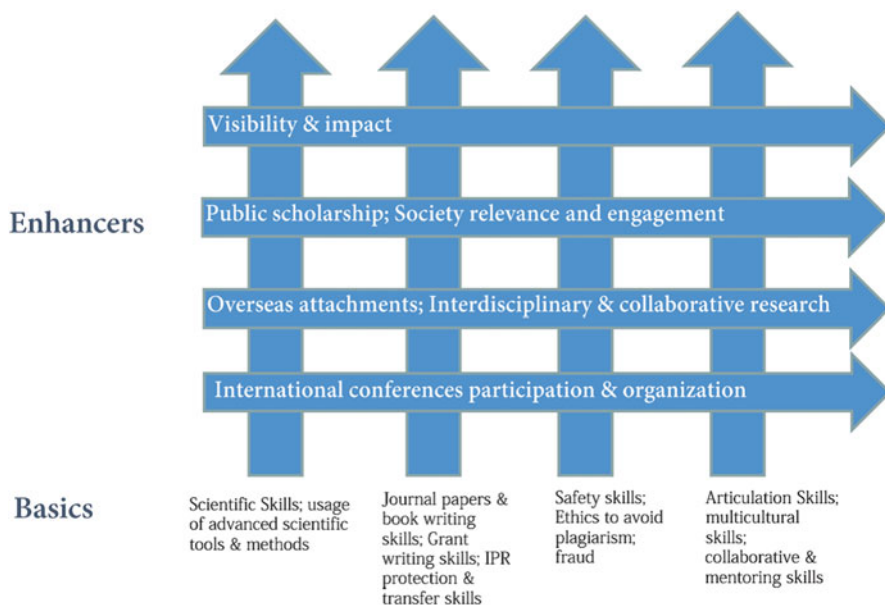 Visibility & impact
Enhancers
Public scholarship; Society relevance and engagement
Overseas attachments; Interdisciplinary & collaborative research
International conferences participation & organization
Basics
Scientific Skills; usage
of advanced scientific
tools & methods
Journal papers &
book writing
skills; Grant
writing skills; IPR
protection &
transfer skills
Safety skills;
Ethics to avoid
plagiarism;
fraud
Articulation Skills;
multicultural
skills;
collaborative &
mentoring skills